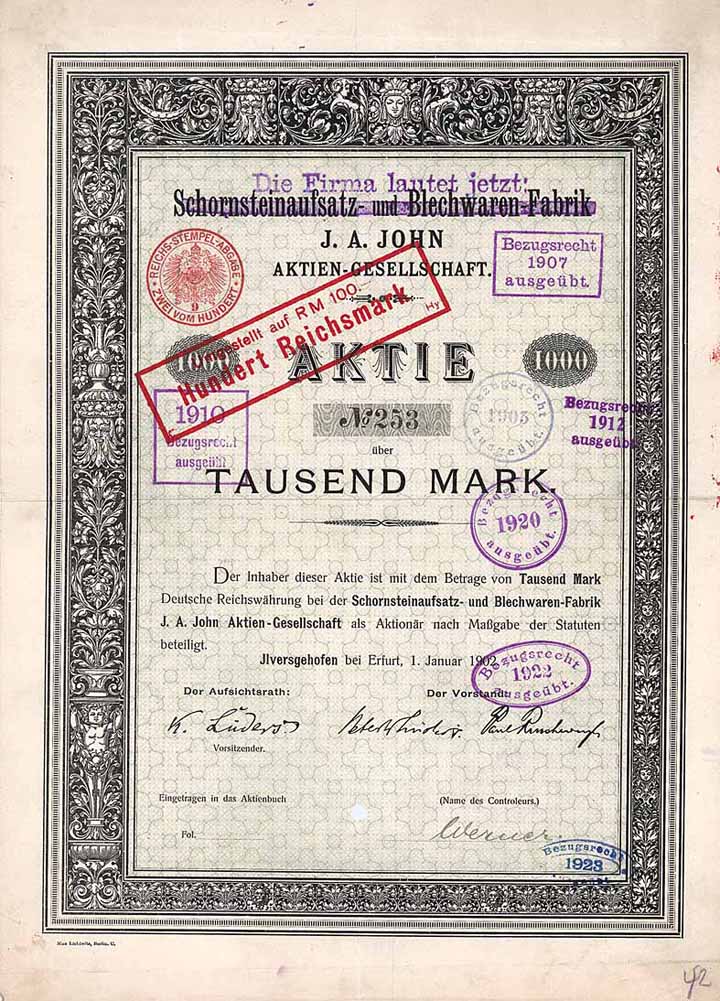 Die Firma lautet jetzt:
Schornsteinaufsatz- und Blechwaren-Fabrik
J. A. JOHN
AKTIEN-GESELLSCHAFT.
REICHS-STEMPEL-ABGABE
ZWEI VOM HUNDERT
Bezugsrecht
1907
ausgeübt.
Umgestellt auf RM 100.-
Hundert Reichsmark
Hy
1000
AKTIE
1000
1910
Bezugsrecht
ausgeübt
No 253
Bezugsrecht
1905
ausgeübt.
Bezugsrecht
1912
ausgeübt
über
TAUSEND MARK.
Bezugsrecht
1920
ausgeübt.
Der Inhaber dieser Aktie ist mit dem Betrage von Tausend Mark
Deutsche Reichswährung bei der Schornsteinaufsatz- und Blechwaren-Fabrik
J. A. John Aktien-Gesellschaft als Aktionär nach Maßgabe der Statuten
beteiligt.
Jlversgehofen bei Erfurt, 1. Januar 1902.
Bezugsrecht
1922
ausgeübt.
Der Aufsichtsrath:
Der Vorstand:
K. Lüders
Vorsitzender.
Eingetragen in das Aktienbuch
(Name des Controleurs.)
Fol.
Werner.
Bezugsrecht
1923
42